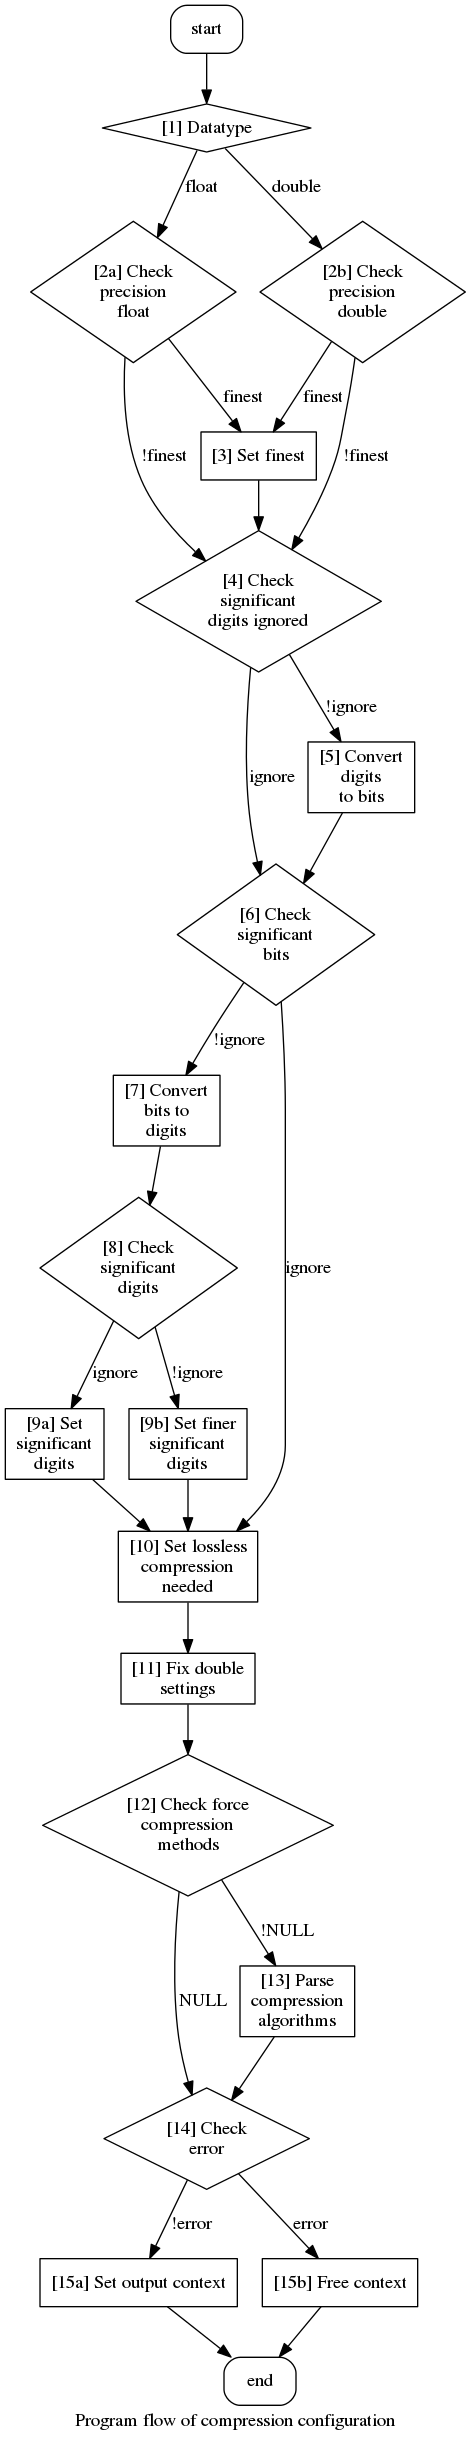 start
[1] Datatype
float
double
[2a] Check
precision
float
[2b] Check
precision
double
finest
finest
!finest
[3] Set finest
!finest
[4] Check
significant
digits ignored
!ignore
ignore
[5] Convert
digits
to bits
[6] Check
significant
bits
!ignore
[7] Convert
bits to
digits
[8] Check
significant
digits
ignore
ignore
!ignore
[9a] Set
significant
digits
[9b] Set finer
significant
digits
[10] Set lossless
compression
needed
[11] Fix double
settings
[12] Check force
compression
methods
!NULL
NULL
[13] Parse
compression
algorithms
[14] Check
error
!error
error
[15a] Set output context
[15b] Free context
end
Program flow of compression configuration